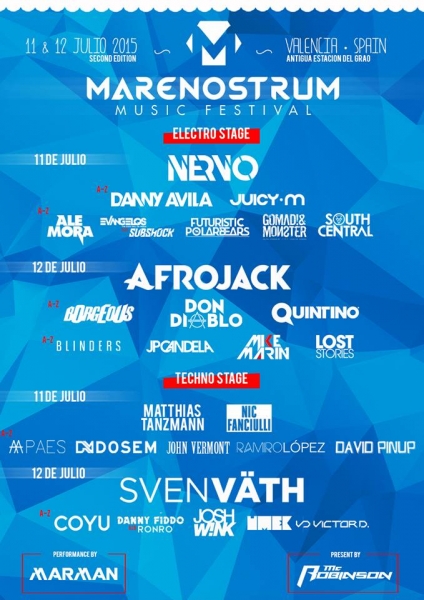 11 & 12 JULIO 2015
SECOND EDITION
VALENCIA · SPAIN
ANTIGUA ESTACION DEL GRAO
MARENOSTRUM
MUSIC FESTIVAL
ELECTRO STAGE
11 DE JULIO
NERVO
A-Z
DANNY AVILA JUICY·M
A-Z
ALE MORA
EVANGELOS
SUBSHOCK
FUTURISTIC POLARBEARS
GOMAD! & MONSTER
SOUTH CENTRAL
12 DE JULIO
AFROJACK
A-Z
BORGEOUS
DON DIABLO
QUINTINO
A-Z
BLINDERS
JP CANDELA
MIKE MARIN
LOST STORIES
TECHNO STAGE
11 DE JULIO
MATTHIAS TANZMANN
NIC FANCIULLI
A-Z
PAES
DOSEM
JOHN VERMONT
RAMIRO LÓPEZ
DAVID PINUP
12 DE JULIO
SVEN VÄTH
A-Z
COYU
DANNY FIDDO
RONRO
JOSH WINK
UMEK
VICTOR D.
PERFORMANCE BY
MARMAN
PRESENT BY
MC ROBINSON